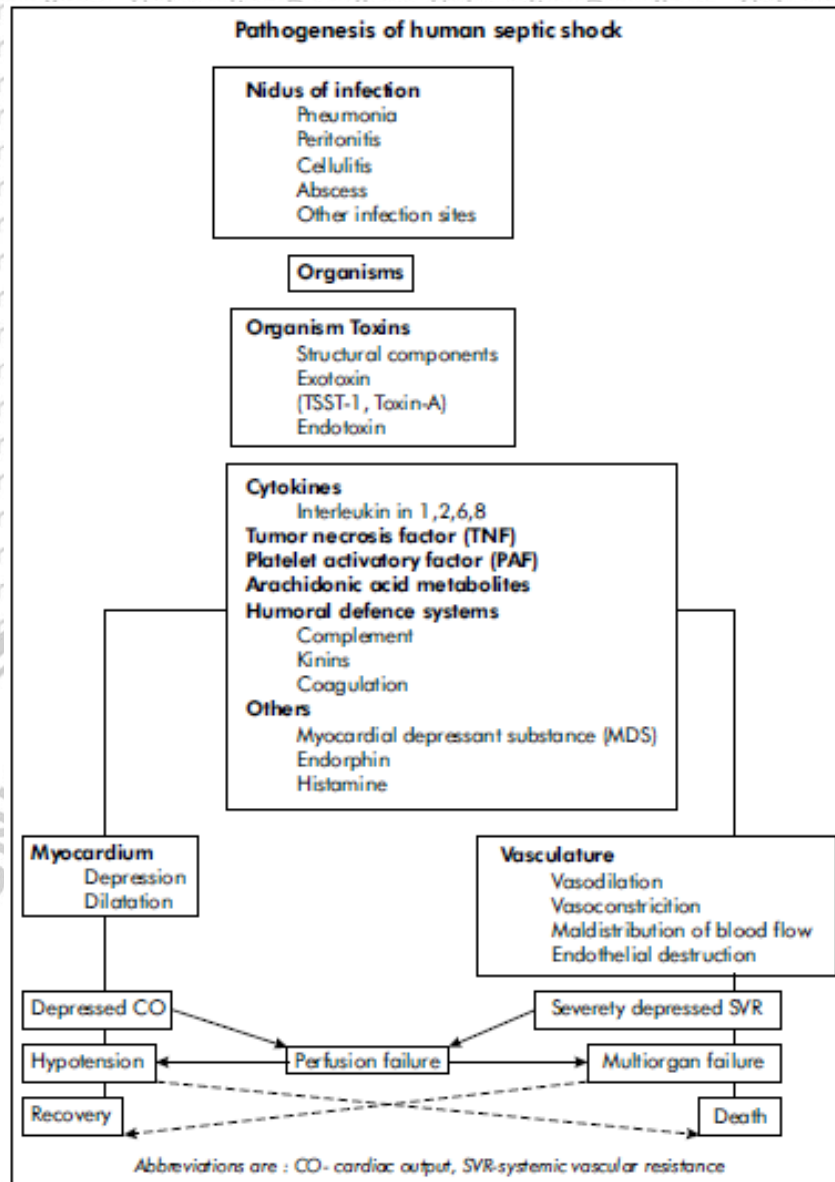 Pathogenesis of human septic shock
Nidus of infection
Pneumonia
Peritonitis
Cellulitis
Abscess
Other infection sites
Organisms
Organism Toxins
Structural components
Exotoxin
(TSST-1, Toxin-A)
Endotoxin
Cytokines
Interleukin in 1,2,6,8
Tumor necrosis factor (TNF)
Platelet activatory factor (PAF)
Arachidonic acid metabolites
Humoral defence systems
Complement
Kinins
Coagulation
Others
Myocardial depressant substance (MDS)
Endorphin
Histamine
Myocardium
Depression
Dilatation
Vasculature
Vasodilation
Vasoconstricition
Maldistribution of blood flow
Endothelial destruction
Depressed CO
Severety depressed SVR
Hypotension
Perfusion failure
Multiorgan failure
Recovery
Death
Abbreviations are : CO- cardiac output, SVR-systemic vascular resistance